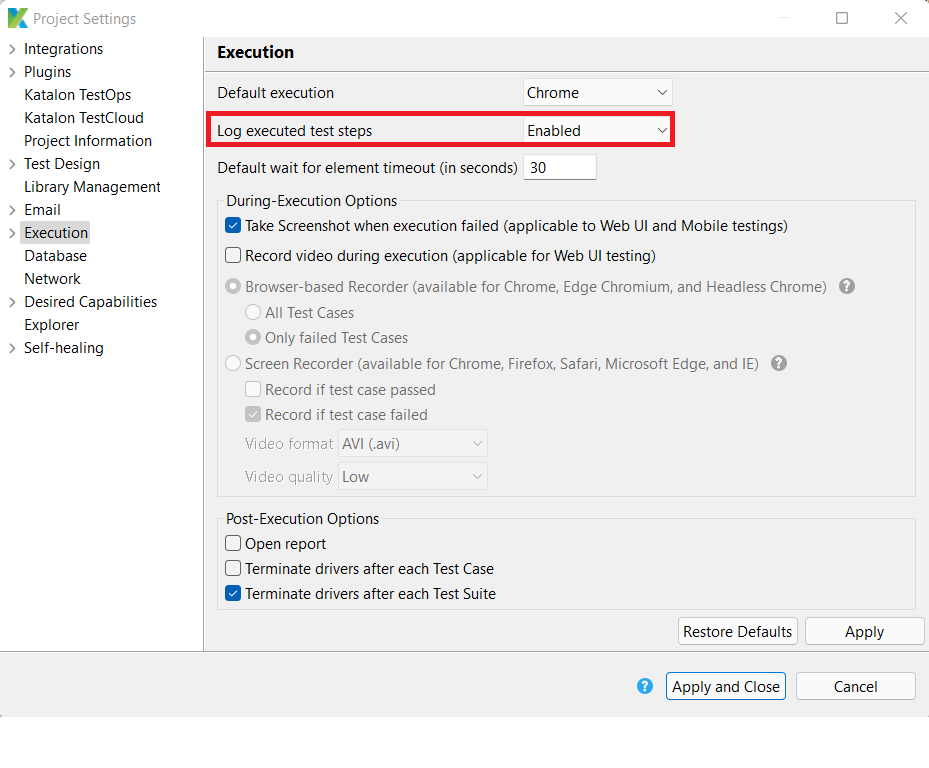 Project Settings
Integrations
Plugins
Katalon TestOps
Katalon TestCloud
Project Information
Test Design
Library Management
Email
Execution
Database
Network
Desired Capabilities
Explorer
Self-healing
Execution
Default execution Chrome
Log executed test steps Enabled
Default wait for element timeout (in seconds) 30
During-Execution Options
Take Screenshot when execution failed (applicable to Web UI and Mobile testings)
Record video during execution (applicable for Web UI testing)
Browser-based Recorder (available for Chrome, Edge Chromium, and Headless Chrome) ?
All Test Cases
Only failed Test Cases
Screen Recorder (available for Chrome, Firefox, Safari, Microsoft Edge, and IE) ?
Record if test case passed
Record if test case failed
Video format AVI (.avi)
Video quality Low
Post-Execution Options
Open report
Terminate drivers after each Test Case
Terminate drivers after each Test Suite
Restore Defaults Apply
? Apply and Close Cancel